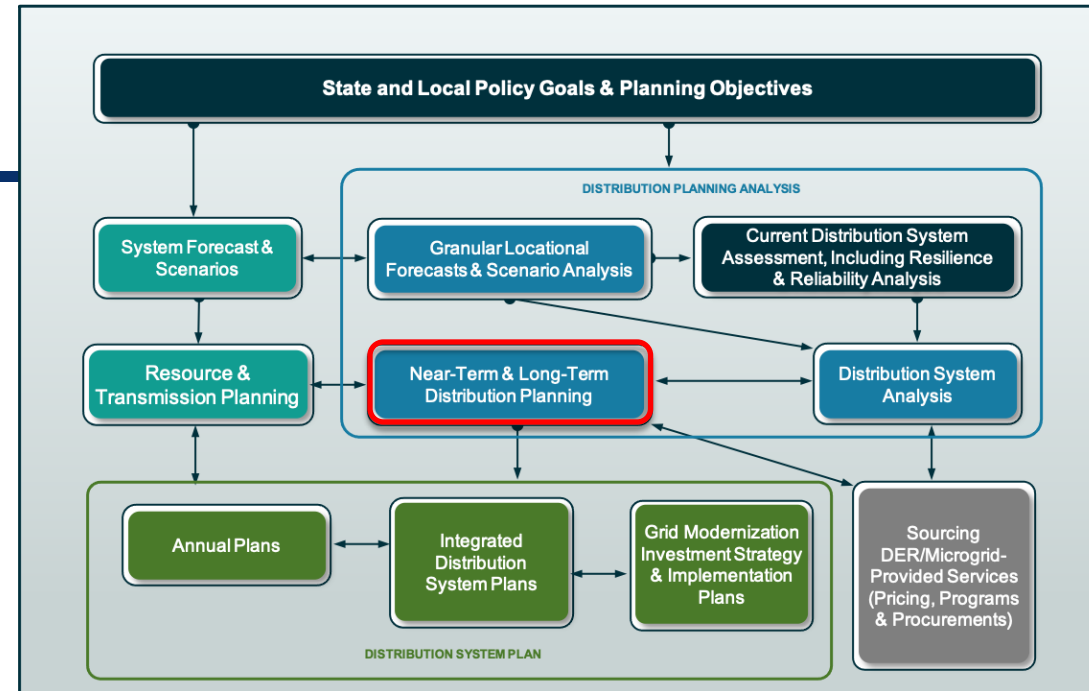 State and Local Policy Goals & Planning Objectives
DISTRIBUTION PLANNING ANALYSIS
System Forecast &
Scenarios
Granular Locational
Forecasts & Scenario Analysis
Current Distribution System
Assessment, Including Resilience
& Reliability Analysis
Resource &
Transmission Planning
Near-Term & Long-Term
Distribution Planning
Distribution System
Analysis
Annual Plans
Integrated
Distribution
System Plans
Grid Modernization
Investment Strategy
& Implementation
Plans
Sourcing
DER/Microgrid-
Provided Services
(Pricing, Programs
& Procurements)
DISTRIBUTION SYSTEM PLAN